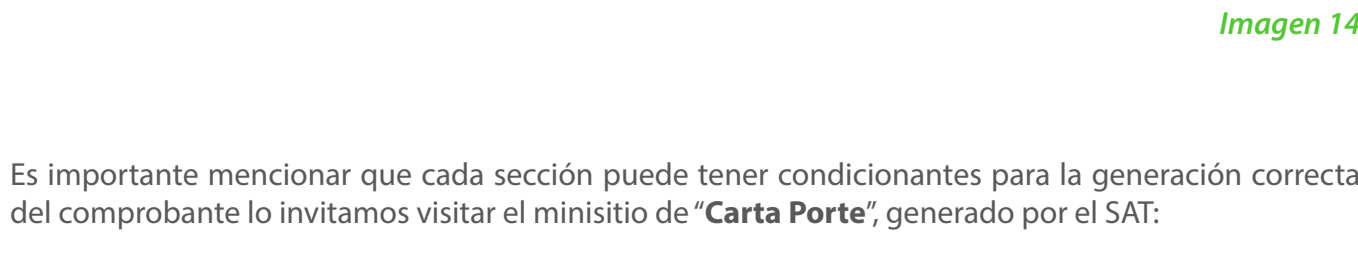 Imagen 14
Es importante mencionar que cada sección puede tener condicionantes para la generación correcta
del comprobante lo invitamos visitar el minisitio de “Carta Porte”, generado por el SAT: